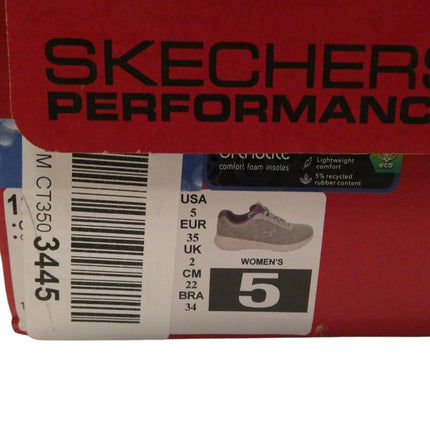 SKECHERS
PERFORMANC
ortholite
comfort foam insoles
Lightweight
comfort
5% recycled
rubber content
eco
M CT350 3445
USA
5
EUR
35
UK
2
CM
22
BRA
34
WOMEN'S
5